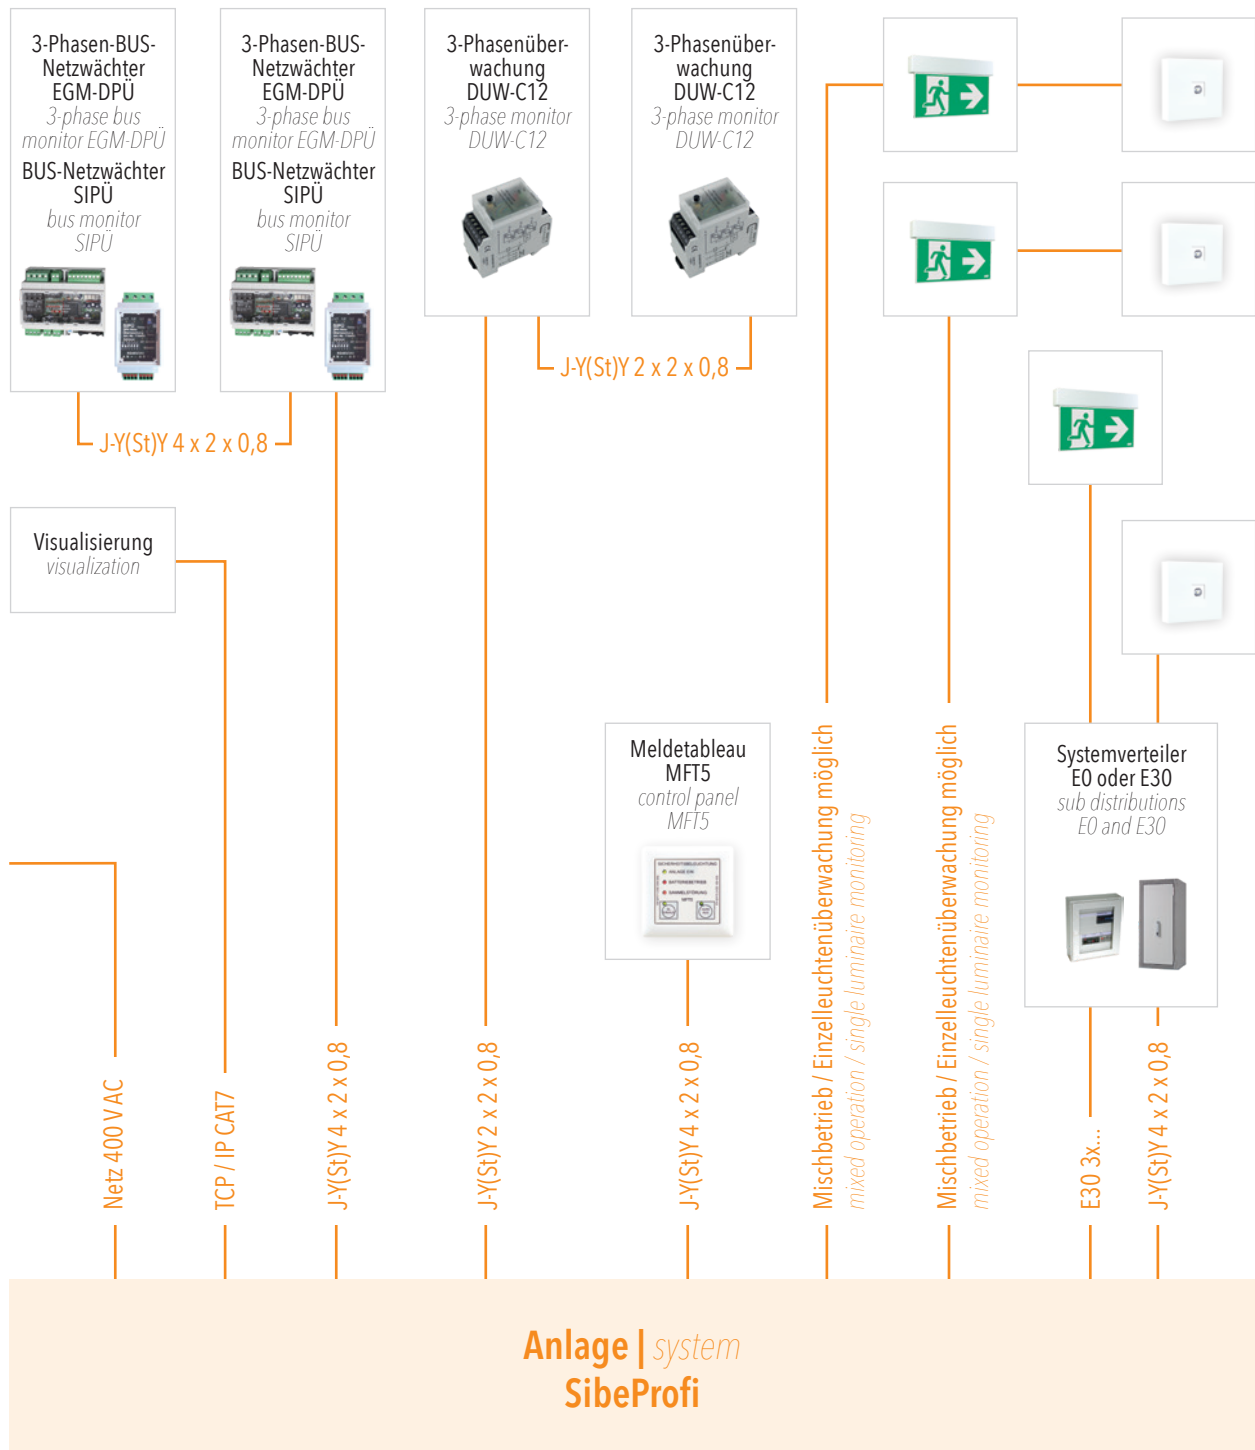 3-Phasen-BUS-
Netzwächter
EGM-DPÜ
3-phase bus
monitor EGM-DPÜ
BUS-Netzwächter
SIPÜ
bus monitor
SIPÜ
3-Phasen-BUS-
Netzwächter
EGM-DPÜ
3-phase bus
monitor EGM-DPÜ
BUS-Netzwächter
SIPÜ
bus monitor
SIPÜ
3-Phasenüber-
wachung
DUW-C12
3-phase monitor
DUW-C12
3-Phasenüber-
wachung
DUW-C12
3-phase monitor
DUW-C12
J-Y(St)Y 2 x 2 x 0,8
J-Y(St)Y 4 x 2 x 0,8
Visualisierung
visualization
Meldetableau
MFT5
control panel
MFT5
SICHERHEITSBELEUCHTUNG
ANLAGE EIN
BATTERIEBETRIEB
SAMMELSTÖRUNG
MFT5
Systemverteiler
E0 oder E30
sub distributions
E0 and E30
Netz 400 V AC
TCP / IP CAT7
J-Y(St)Y 4 x 2 x 0,8
J-Y(St)Y 2 x 2 x 0,8
J-Y(St)Y 4 x 2 x 0,8
Mischbetrieb / Einzelleuchtenüberwachung möglich
mixed operation / single luminaire monitoring
Mischbetrieb / Einzelleuchtenüberwachung möglich
mixed operation / single luminaire monitoring
E30 3x...
J-Y(St)Y 4 x 2 x 0,8
Anlage | system
SibeProfi